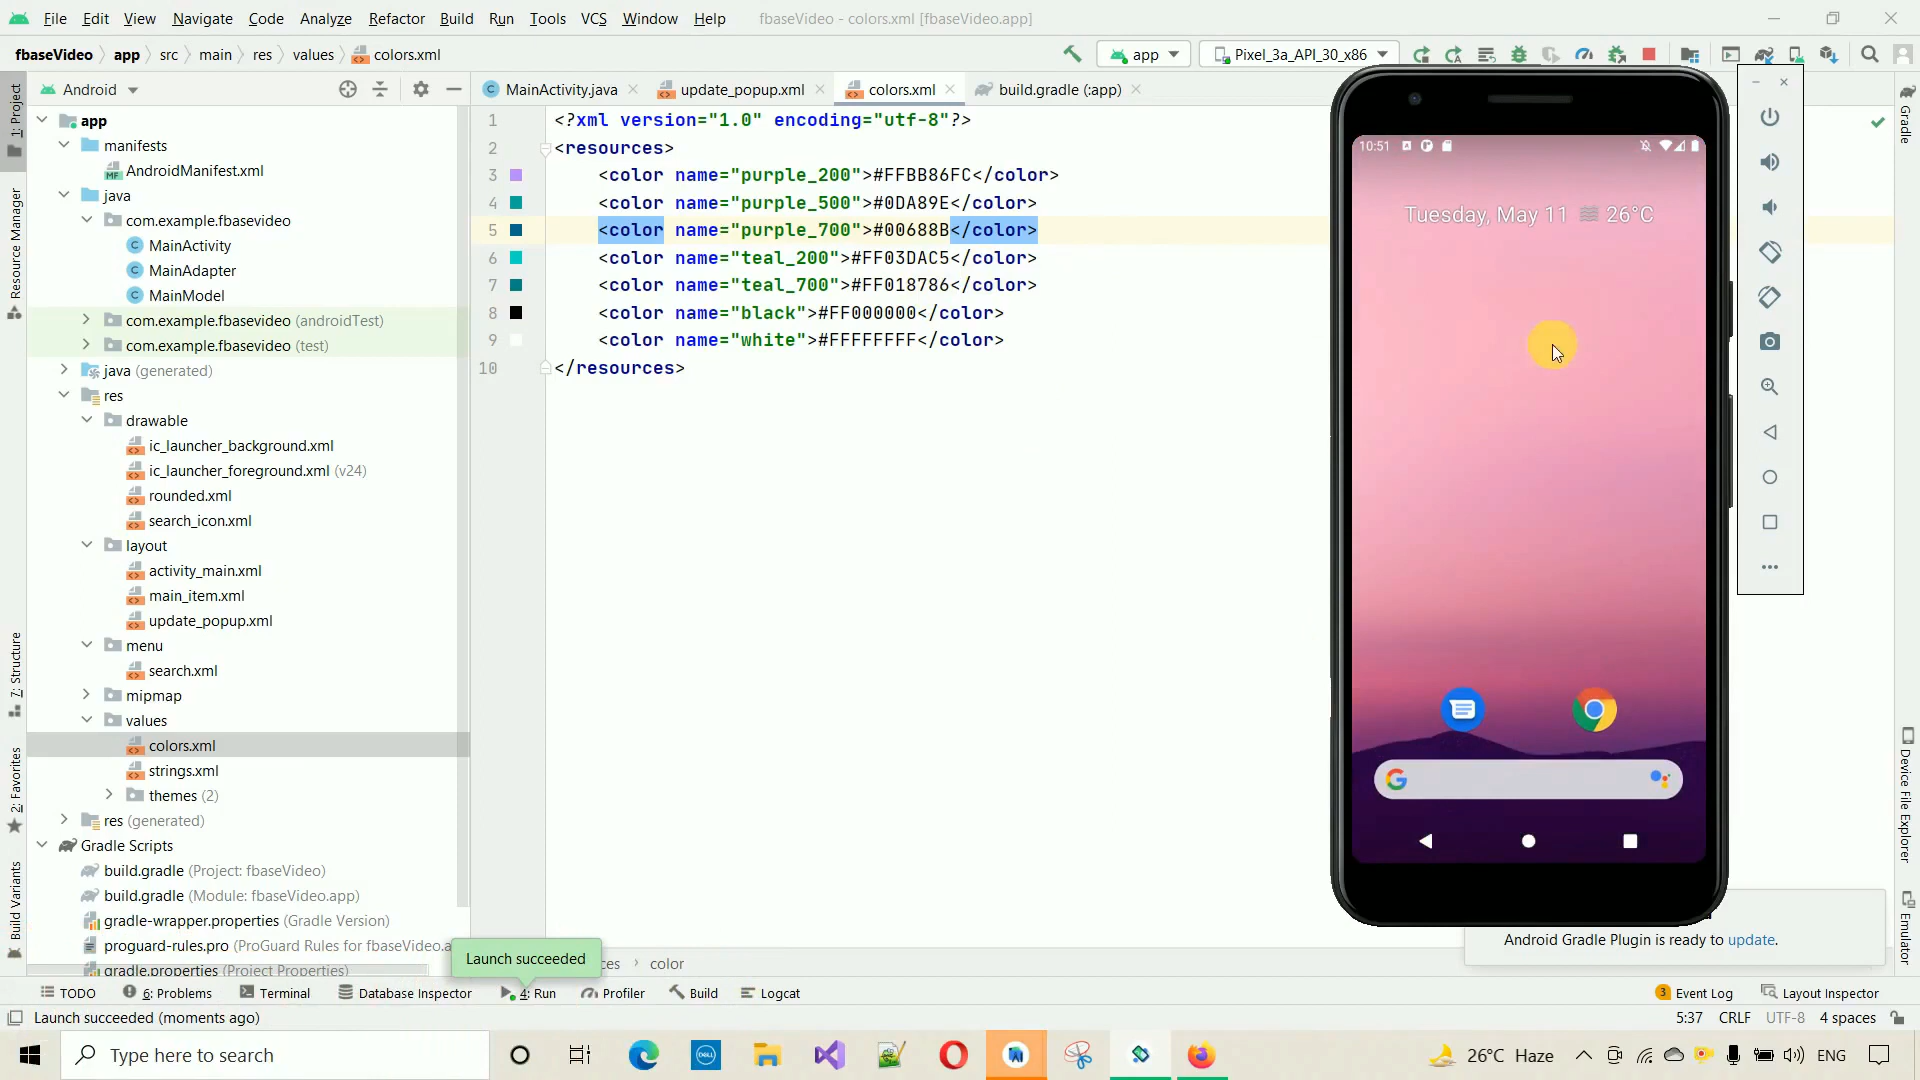 File Edit View Navigate Code Analyze Refactor Build Run Tools VCS Window Help fbaseVideo - colors.xml [fbaseVideo.app]
fbaseVideo app src main res values colors.xml app Pixel_3a_API_30_x86
Android MainActivity.java update_popup.xml colors.xml build.gradle (:app)
1: Project
Resource Manager
7: Structure
2: Favorites
Build Variants
app
manifests
AndroidManifest.xml
java
com.example.fbasevideo
MainActivity
MainAdapter
MainModel
com.example.fbasevideo (androidTest)
com.example.fbasevideo (test)
java (generated)
res
drawable
ic_launcher_background.xml
ic_launcher_foreground.xml (v24)
rounded.xml
search_icon.xml
layout
activity_main.xml
main_item.xml
update_popup.xml
menu
search.xml
mipmap
values
colors.xml
strings.xml
themes (2)
res (generated)
Gradle Scripts
build.gradle (Project: fbaseVideo)
build.gradle (Module: fbaseVideo.app)
gradle-wrapper.properties (Gradle Version)
proguard-rules.pro (ProGuard Rules for fbaseVideo.a
gradle.properties (Project Properties)
1 <?xml version="1.0" encoding="utf-8"?>
2 <resources>
3 <color name="purple_200">#FFBB86FC</color>
4 <color name="purple_500">#0DA89E</color>
5 <color name="purple_700">#00688B</color>
6 <color name="teal_200">#FF03DAC5</color>
7 <color name="teal_700">#FF018786</color>
8 <color name="black">#FF000000</color>
9 <color name="white">#FFFFFFFF</color>
10 </resources>
10:51
Tuesday, May 11 26°C
Gradle
Device File Explorer
Emulator
Android Gradle Plugin is ready to update.
Launch succeeded
ces color
TODO 6: Problems Terminal Database Inspector 4: Run Profiler Build Logcat Event Log Layout Inspector
Launch succeeded (moments ago) 5:37 CRLF UTF-8 4 spaces
Type here to search 26°C Haze ENG